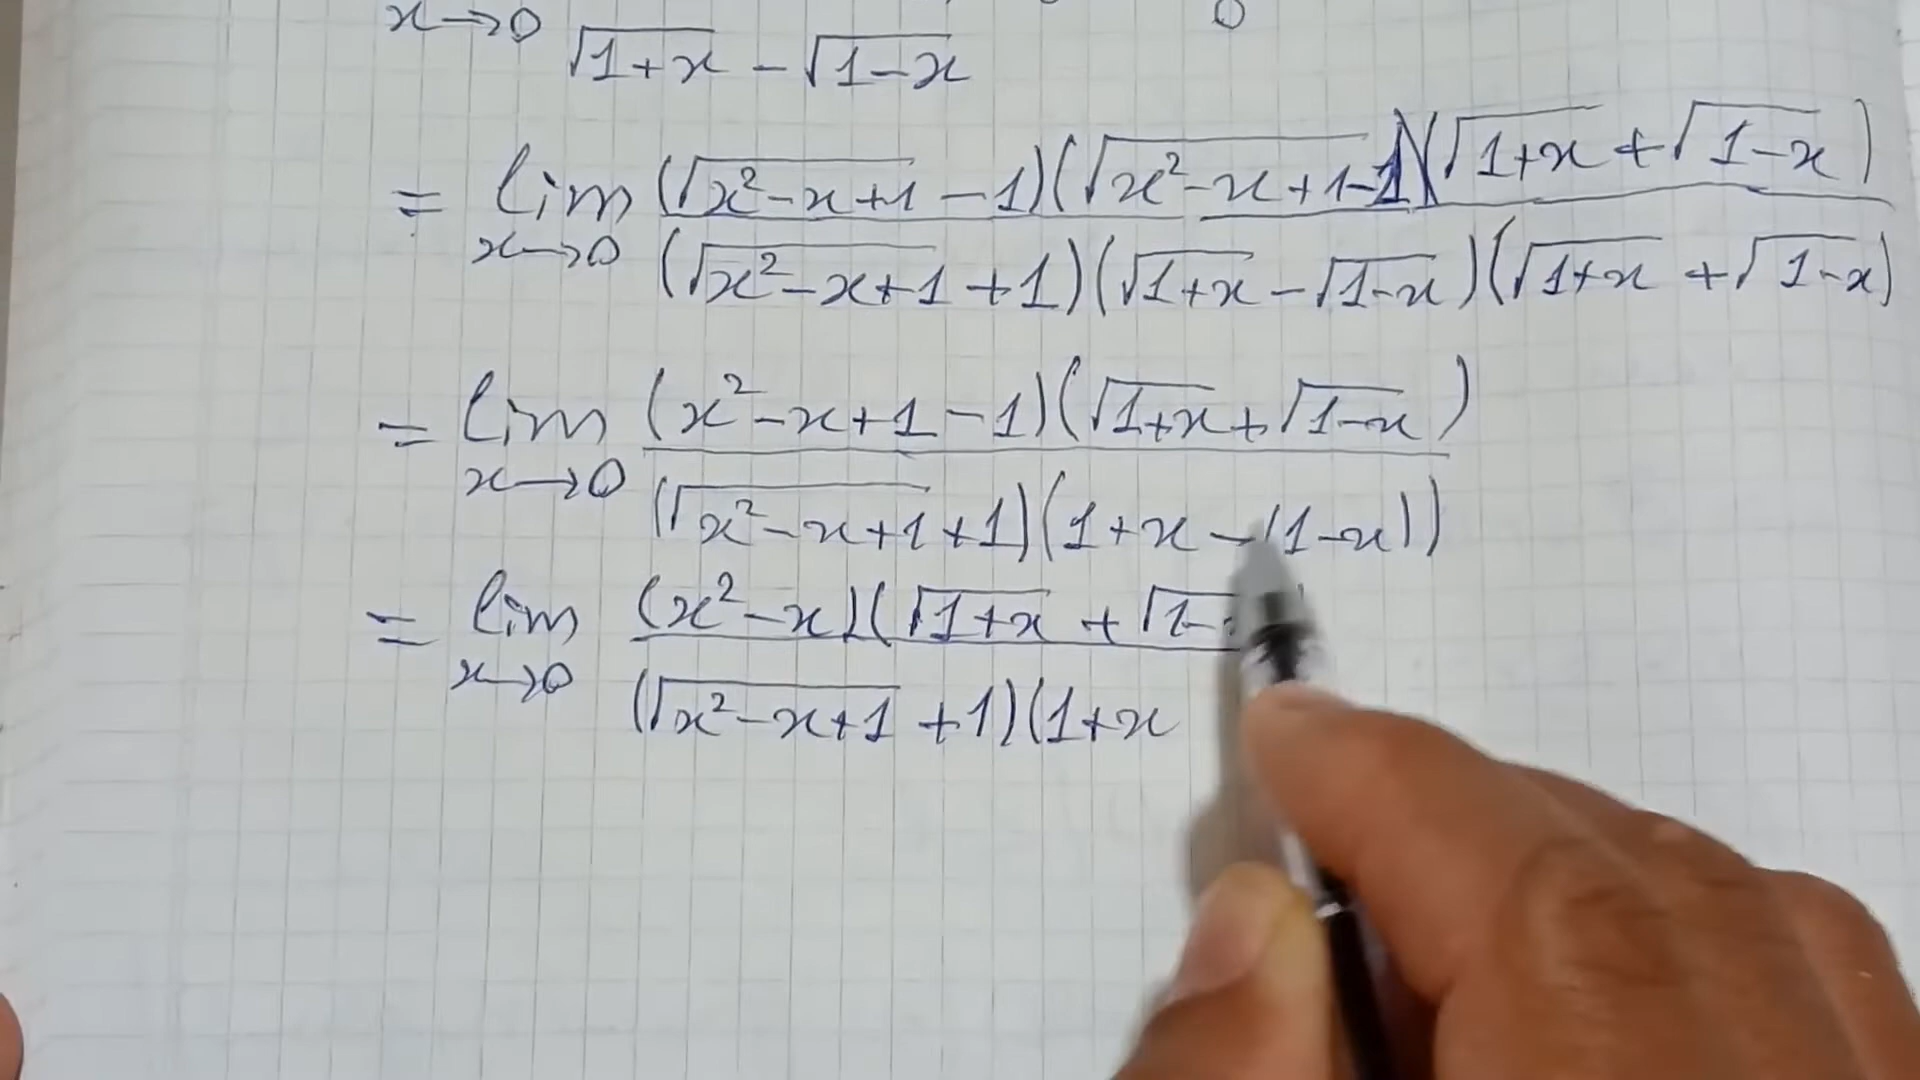 x→0 √1+x − √1−x 0
= lim (√x²−x+1 − 1)(√x²−x+1−1)(√1+x + √1−x)
x→0 (√x²−x+1 + 1)(√1+x − √1−x)(√1+x + √1−x)
= lim (x²−x+1−1)(√1+x + √1−x)
x→0 (√x²−x+1 + 1)(1+x−(1−x))
= lim (x²−x)(√1+x + √1−
x→0 (√x²−x+1 + 1)(1+x